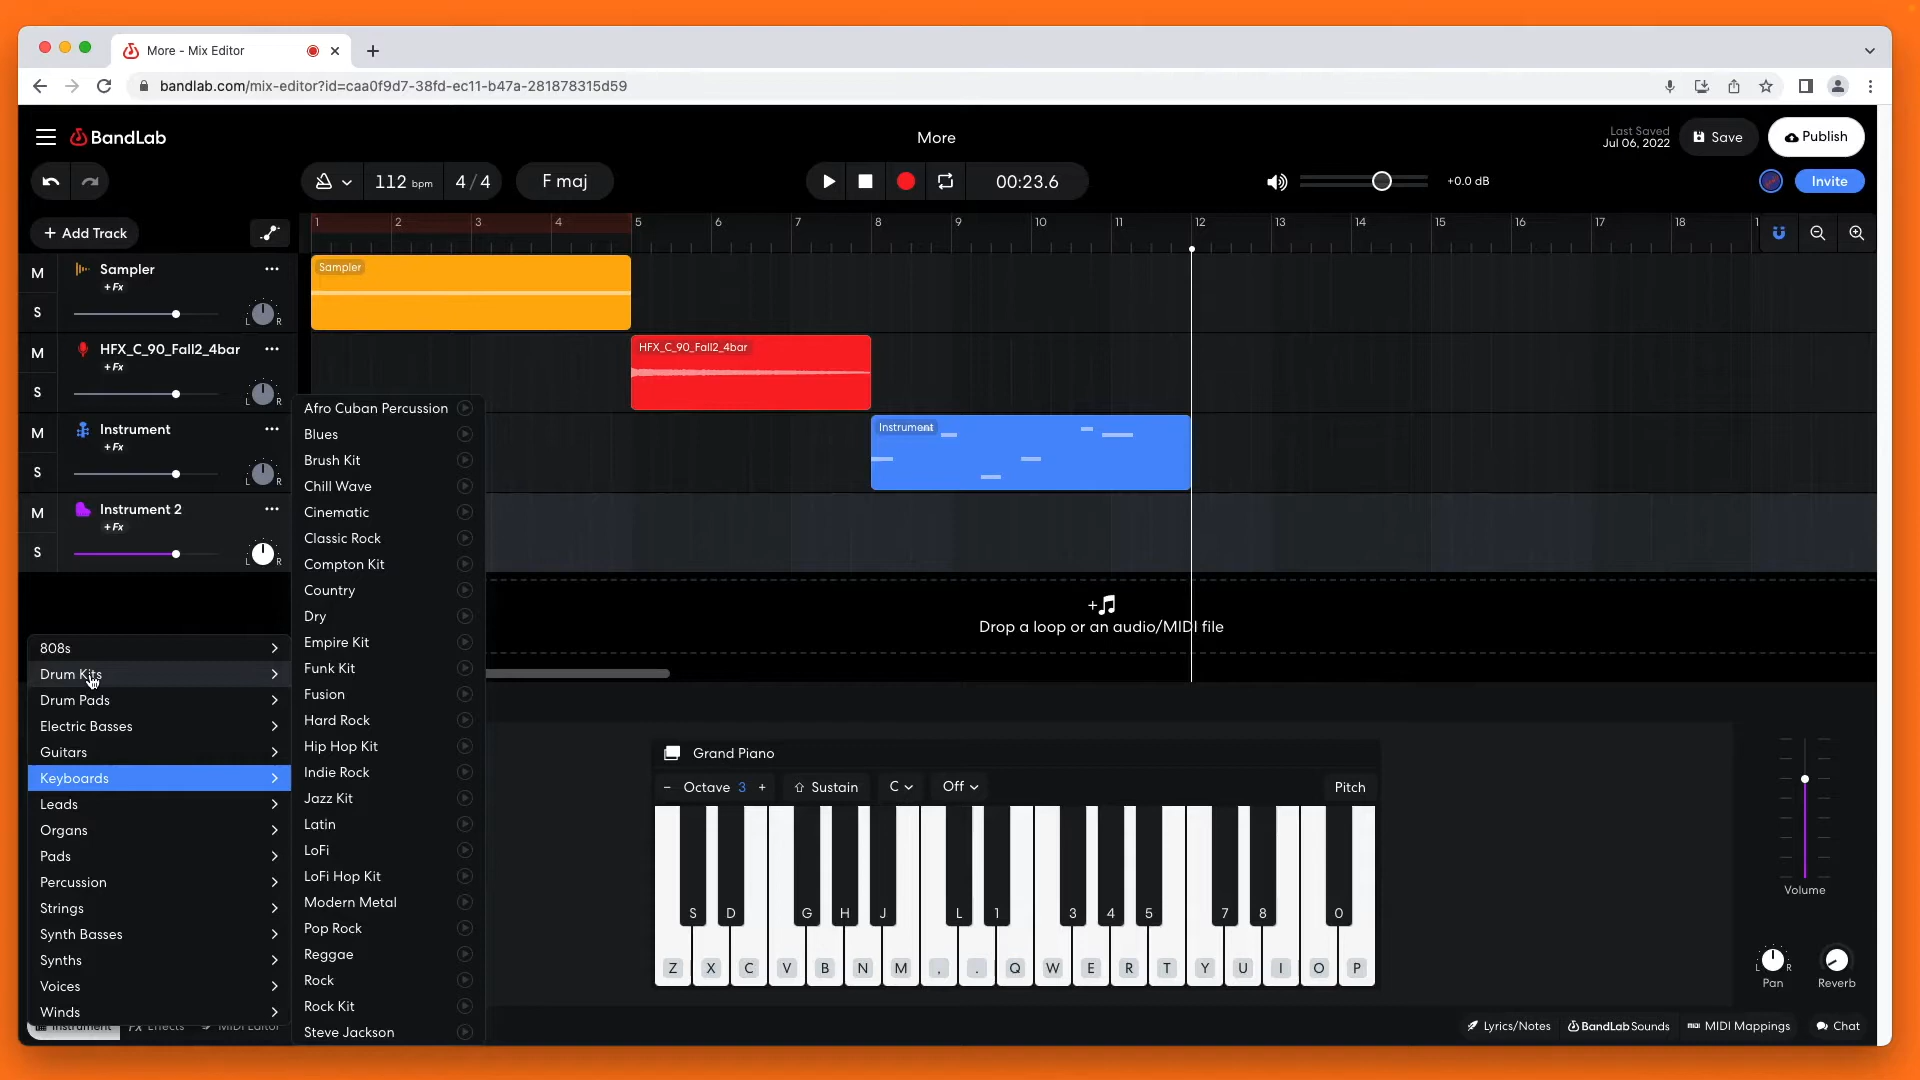 More - Mix Editor
bandlab.com/mix-editor?id=caa0f9d7-38fd-ec11-b47a-281878315d59
BandLab
More
Last Saved
Jul 06, 2022
Save
Publish
112 bpm
4 / 4
F maj
00:23.6
+0.0 dB
Invite
+ Add Track
1 2 3 4 5 6 7 8 9 10 11 12 13 14 15 16 17 18
M
Sampler
+Fx
S
L R
Sampler
M
HFX_C_90_Fall2_4bar
+Fx
S
L R
HFX_C_90_Fall2_4bar
M
Instrument
+Fx
S
L R
Instrument
M
Instrument 2
+Fx
S
L R
Drop a loop or an audio/MIDI file
808s
Drum Kits
Drum Pads
Electric Basses
Guitars
Keyboards
Leads
Organs
Pads
Percussion
Strings
Synth Basses
Synths
Voices
Winds
Afro Cuban Percussion
Blues
Brush Kit
Chill Wave
Cinematic
Classic Rock
Compton Kit
Country
Dry
Empire Kit
Funk Kit
Fusion
Hard Rock
Hip Hop Kit
Indie Rock
Jazz Kit
Latin
LoFi
LoFi Hop Kit
Modern Metal
Pop Rock
Reggae
Rock
Rock Kit
Steve Jackson
Grand Piano
− Octave 3 +
Sustain
C
Off
Pitch
S D G H J L 1 3 4 5 7 8 0
Z X C V B N M , . Q W E R T Y U I O P
Volume
L R
Pan
Reverb
Instrument
Fx Effects
MIDI Editor
Lyrics/Notes
BandLab Sounds
MIDI Mappings
Chat